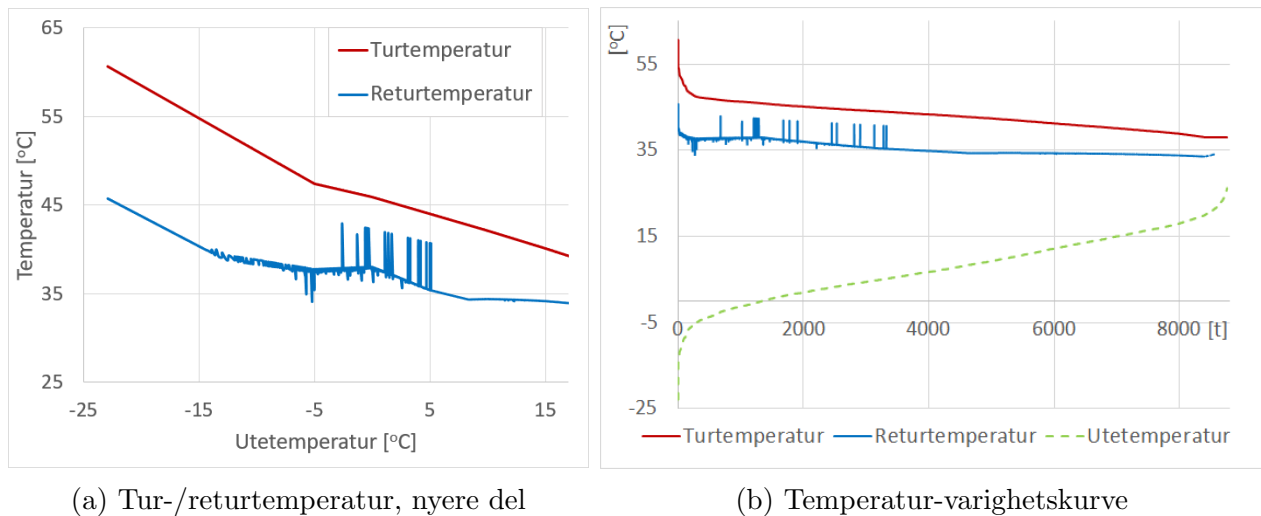 65
55
45
35
25
Temperatur [°C]
Turtemperatur
Returtemperatur
-25
-15
-5
5
15
Utetemperatur [°C]
[°C]
55
35
15
-5
-25
0
2000
4000
6000
8000 [t]
Turtemperatur
Returtemperatur
Utetemperatur
(a) Tur-/returtemperatur, nyere del
(b) Temperatur-varighetskurve